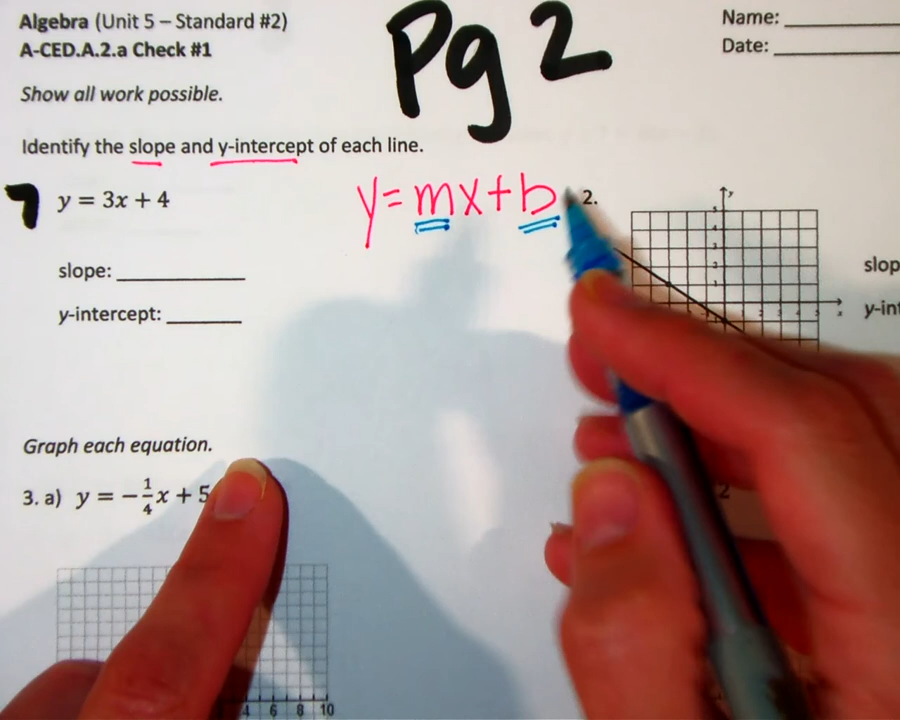 Algebra (Unit 5 – Standard #2)
A-CED.A.2.a Check #1
Pg 2
Name:
Date:
Show all work possible.
Identify the slope and y-intercept of each line.
y = 3x + 4
y=mx+b
2.
y
x
slope:
slop
y-intercept:
y-int
Graph each equation.
3. a) y = -1/4x + 5
4 6 8 10